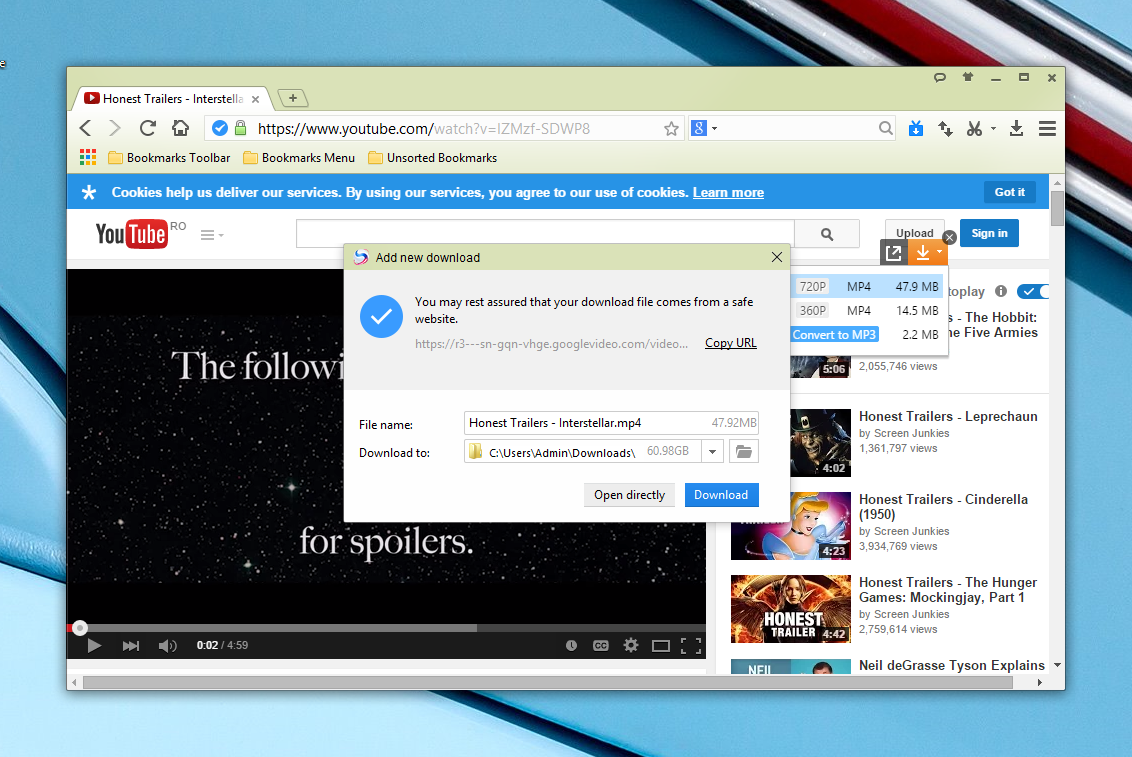 e
Honest Trailers - Interstella
https://www.youtube.com/watch?v=IZMzf-SDWP8
Bookmarks Toolbar
Bookmarks Menu
Unsorted Bookmarks
Cookies help us deliver our services. By using our services, you agree to our use of cookies. Learn more
Got it
YouTube RO
Upload
Sign in
Add new download
You may rest assured that your download file comes from a safe
website.
https://r3---sn-gqn-vhge.googlevideo.com/video...
Copy URL
File name:
Honest Trailers - Interstellar.mp4
47.92MB
Download to:
C:\Users\Admin\Downloads\
60.98GB
Open directly
Download
720P MP4 47.9 MB
360P MP4 14.5 MB
Convert to MP3 2.2 MB
toplay
s - The Hobbit:
he Five Armies
2,055,746 views
5:06
The followi
for spoilers.
0:02 / 4:59
CC
Honest Trailers - Leprechaun
by Screen Junkies
1,361,797 views
4:02
Honest Trailers - Cinderella
(1950)
by Screen Junkies
3,934,769 views
4:23
Honest Trailers - The Hunger
Games: Mockingjay, Part 1
by Screen Junkies
2,759,614 views
HONEST
TRAILER
4:42
Neil deGrasse Tyson Explains
NEIL